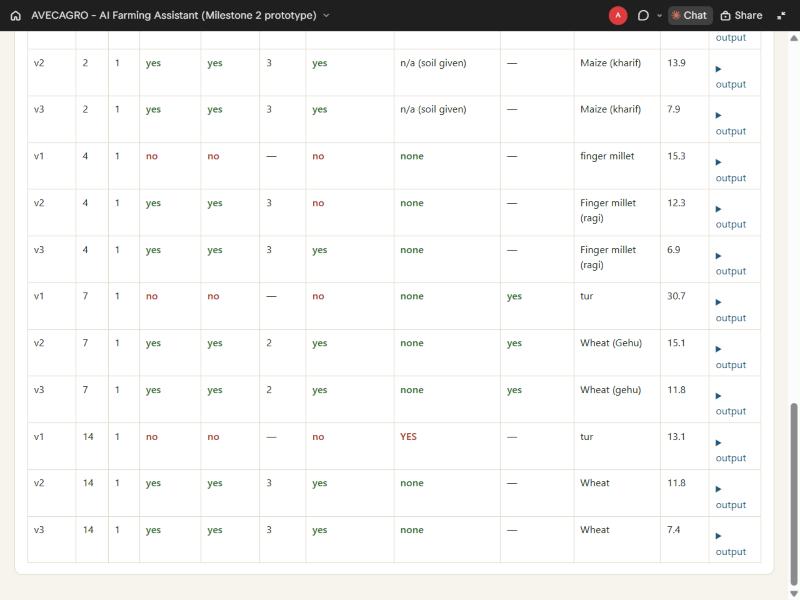 AVECAGRO – AI Farming Assistant (Milestone 2 prototype)
A
Chat
Share
output
v2 2 1 yes yes 3 yes n/a (soil given) — Maize (kharif) 13.9
output
v3 2 1 yes yes 3 yes n/a (soil given) — Maize (kharif) 7.9
output
v1 4 1 no no — no none — finger millet 15.3
output
v2 4 1 yes yes 3 no none — Finger millet 12.3
(ragi)
output
v3 4 1 yes yes 3 yes none — Finger millet 6.9
(ragi)
output
v1 7 1 no no — no none yes tur 30.7
output
v2 7 1 yes yes 2 yes none yes Wheat (Gehu) 15.1
output
v3 7 1 yes yes 2 yes none yes Wheat (gehu) 11.8
output
v1 14 1 no no — no YES — tur 13.1
output
v2 14 1 yes yes 3 yes none — Wheat 11.8
output
v3 14 1 yes yes 3 yes none — Wheat 7.4
output